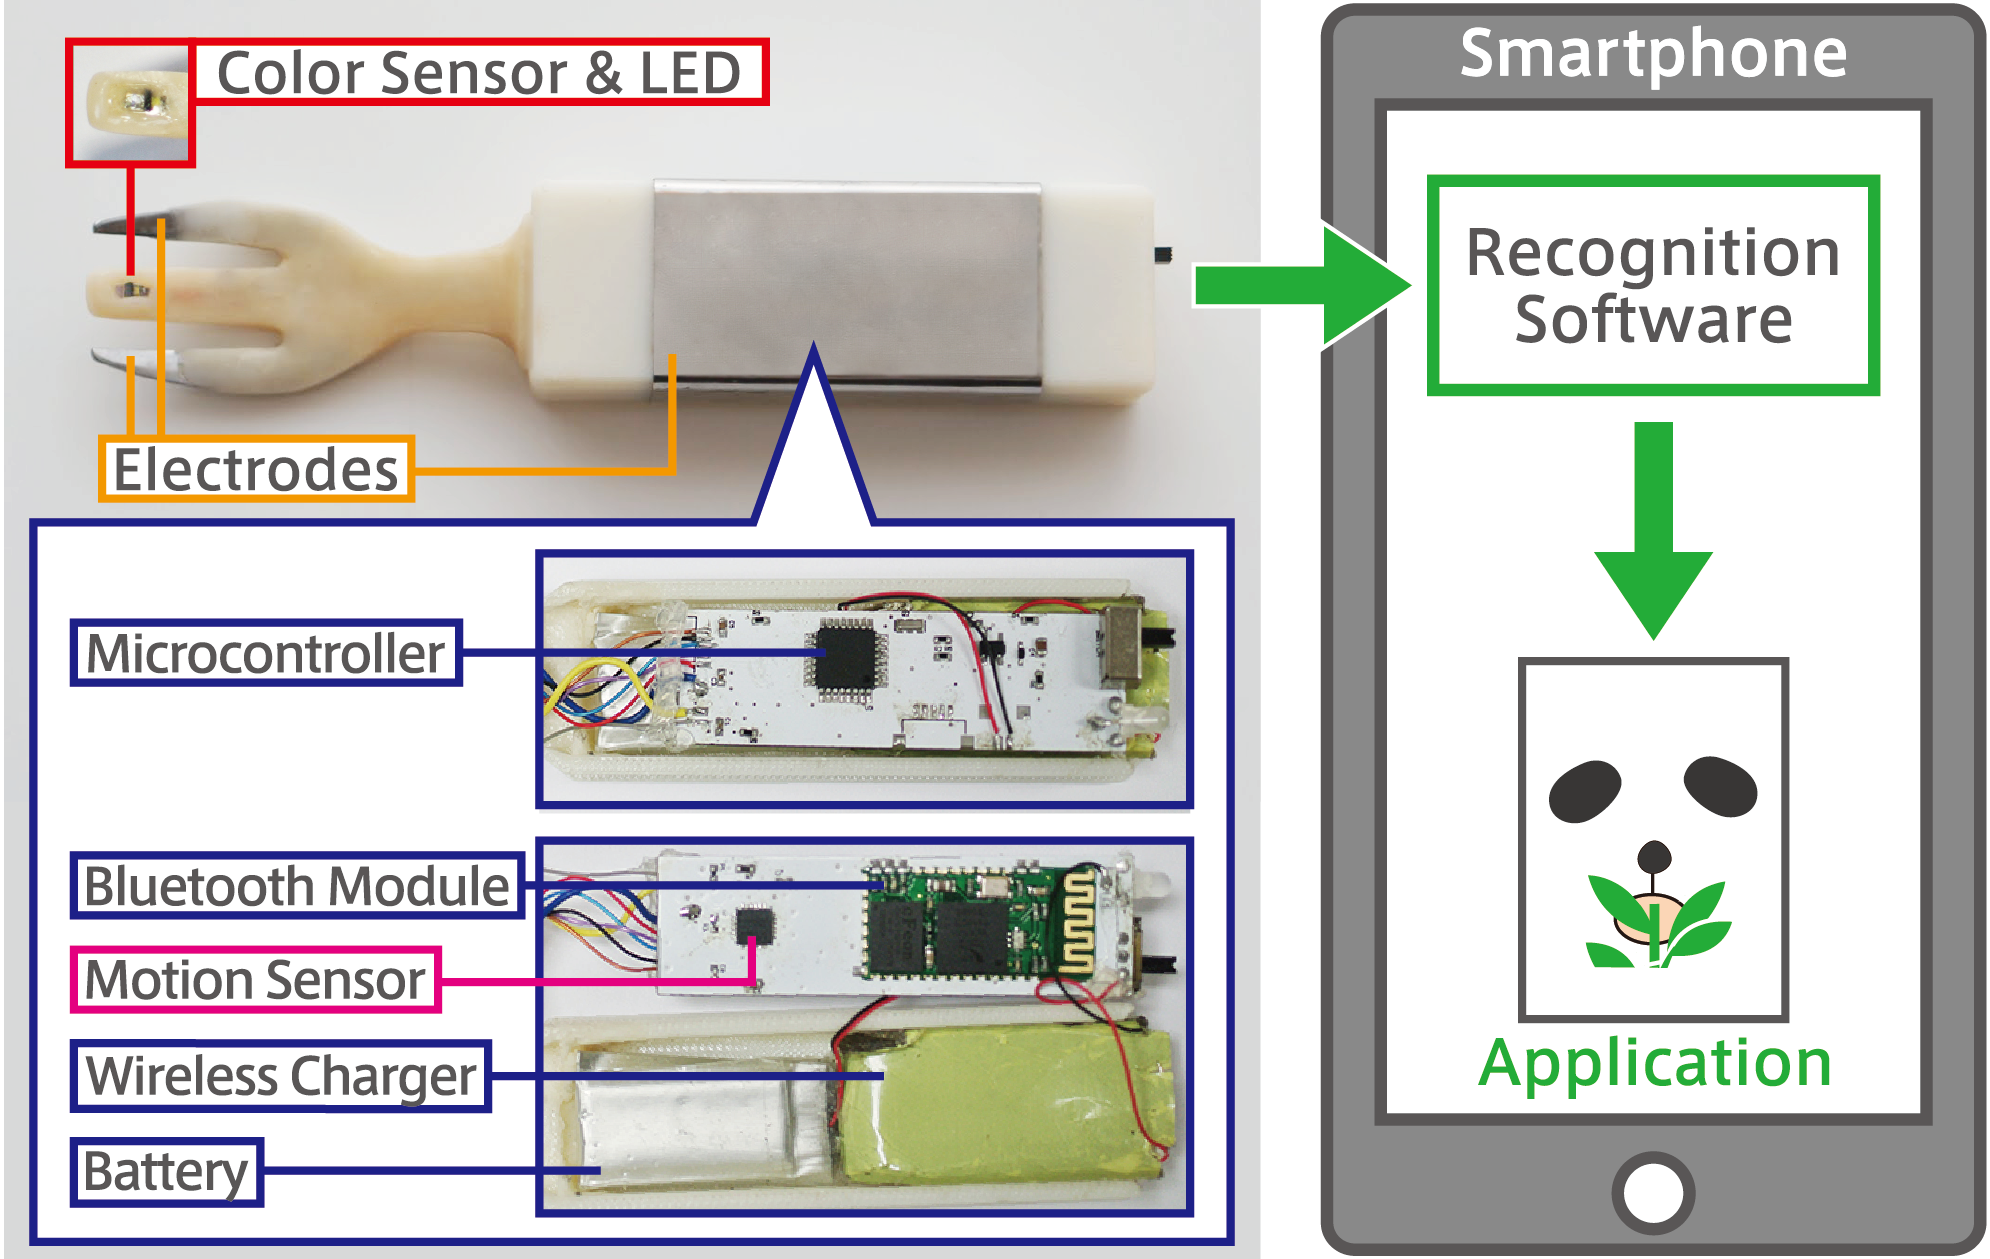 Color Sensor & LED
Electrodes
Microcontroller
Bluetooth Module
Motion Sensor
Wireless Charger
Battery
Smartphone
Recognition
Software
Application